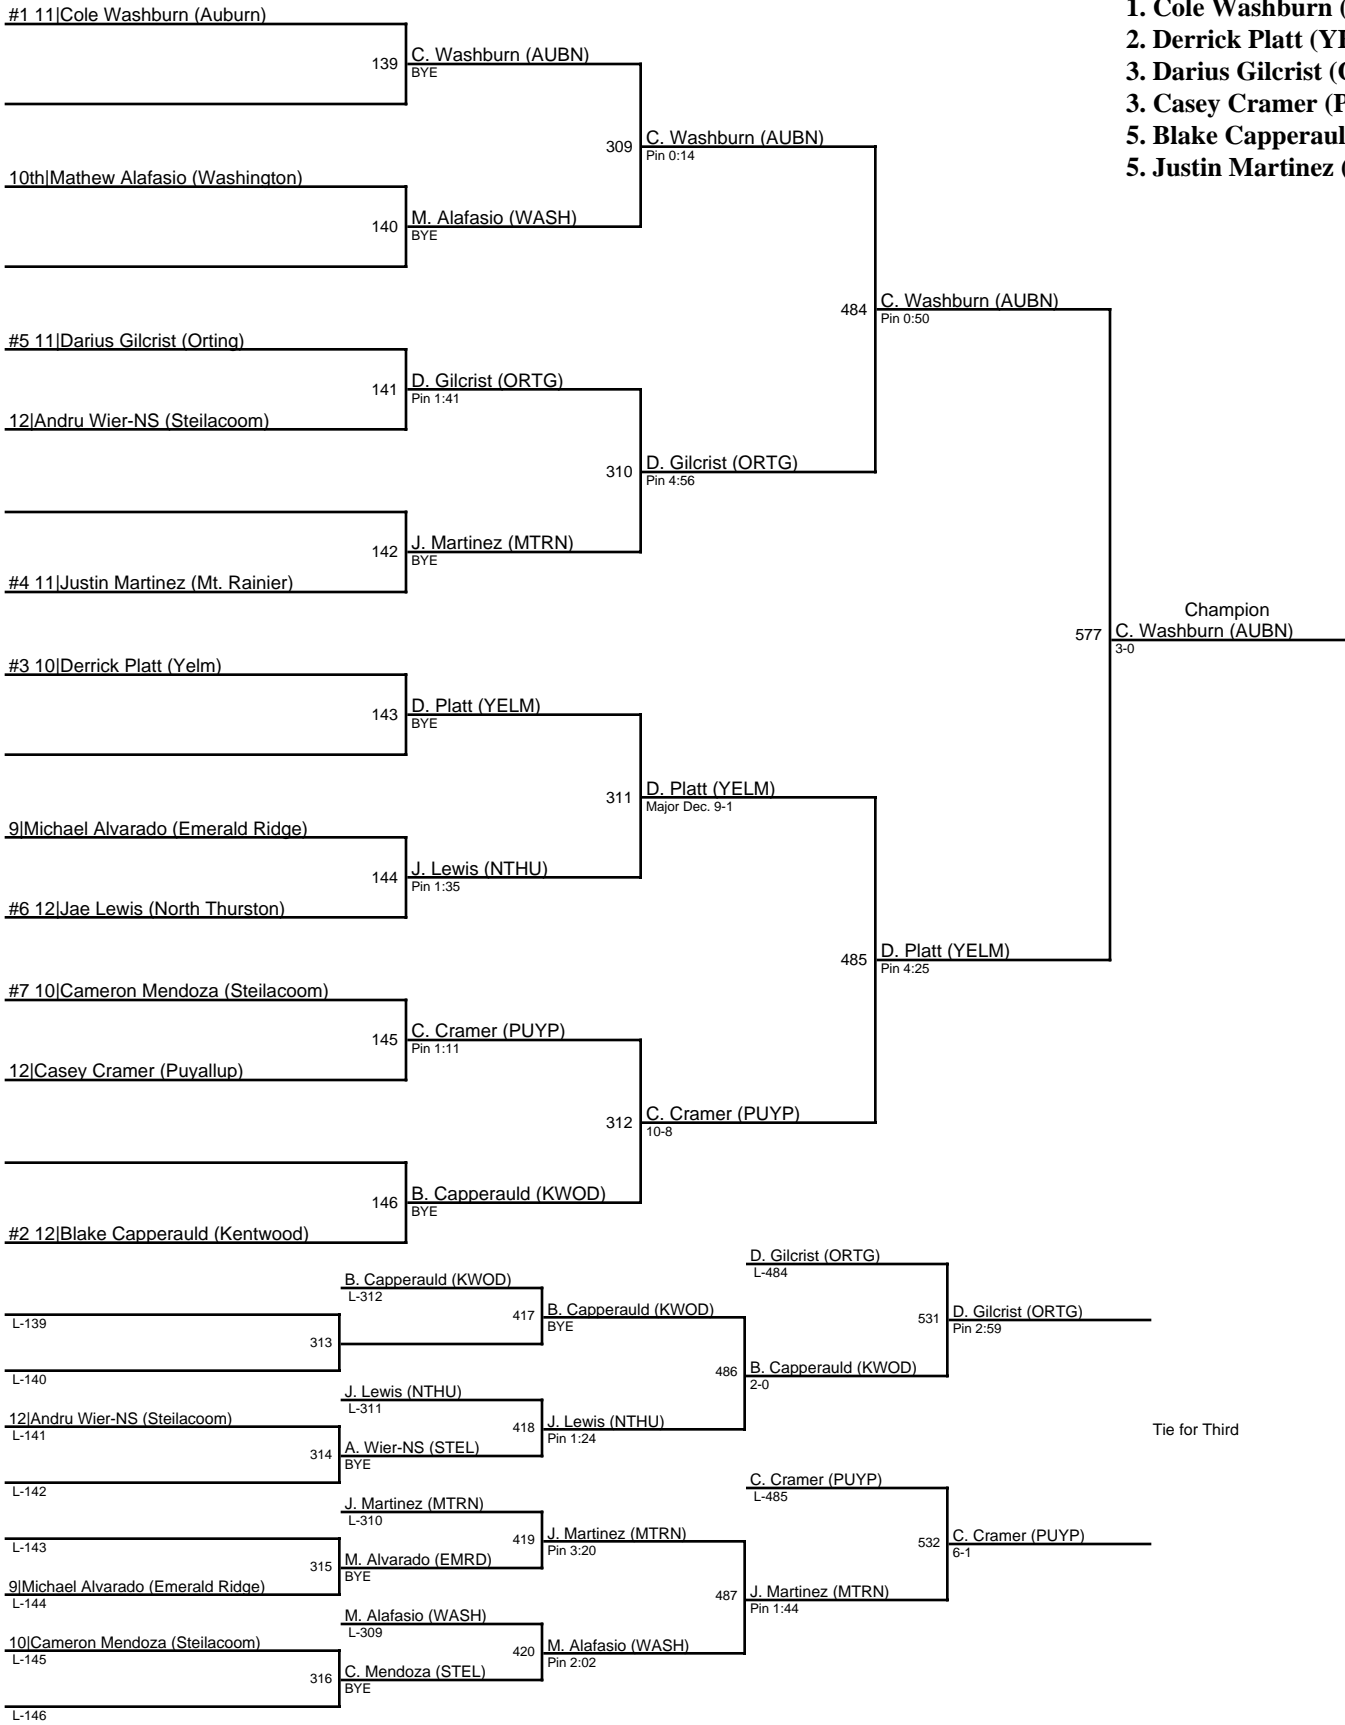 1. Cole Washburn (
2. Derrick Platt (YE
3. Darius Gilcrist (
3. Casey Cramer (P
5. Blake Capperaul
5. Justin Martinez (
#1 11|Cole Washburn (Auburn)
139
C. Washburn (AUBN)
BYE
309
C. Washburn (AUBN)
Pin 0:14
10th|Mathew Alafasio (Washington)
140
M. Alafasio (WASH)
BYE
484
C. Washburn (AUBN)
Pin 0:50
#5 11|Darius Gilcrist (Orting)
141
D. Gilcrist (ORTG)
Pin 1:41
12|Andru Wier-NS (Steilacoom)
310
D. Gilcrist (ORTG)
Pin 4:56
142
J. Martinez (MTRN)
BYE
#4 11|Justin Martinez (Mt. Rainier)
Champion
577
C. Washburn (AUBN)
3-0
#3 10|Derrick Platt (Yelm)
143
D. Platt (YELM)
BYE
311
D. Platt (YELM)
Major Dec. 9-1
9|Michael Alvarado (Emerald Ridge)
144
J. Lewis (NTHU)
Pin 1:35
#6 12|Jae Lewis (North Thurston)
485
D. Platt (YELM)
Pin 4:25
#7 10|Cameron Mendoza (Steilacoom)
145
C. Cramer (PUYP)
Pin 1:11
12|Casey Cramer (Puyallup)
312
C. Cramer (PUYP)
10-8
146
B. Capperauld (KWOD)
BYE
#2 12|Blake Capperauld (Kentwood)
D. Gilcrist (ORTG)
L-484
B. Capperauld (KWOD)
L-312
417
B. Capperauld (KWOD)
BYE
531
D. Gilcrist (ORTG)
Pin 2:59
L-139
313
L-140
486
B. Capperauld (KWOD)
2-0
J. Lewis (NTHU)
L-311
12|Andru Wier-NS (Steilacoom)
L-141
418
J. Lewis (NTHU)
Pin 1:24
Tie for Third
314
A. Wier-NS (STEL)
BYE
L-142
C. Cramer (PUYP)
L-485
J. Martinez (MTRN)
L-310
419
J. Martinez (MTRN)
Pin 3:20
532
C. Cramer (PUYP)
6-1
L-143
315
M. Alvarado (EMRD)
BYE
9|Michael Alvarado (Emerald Ridge)
L-144
487
J. Martinez (MTRN)
Pin 1:44
M. Alafasio (WASH)
L-309
10|Cameron Mendoza (Steilacoom)
L-145
420
M. Alafasio (WASH)
Pin 2:02
316
C. Mendoza (STEL)
BYE
L-146